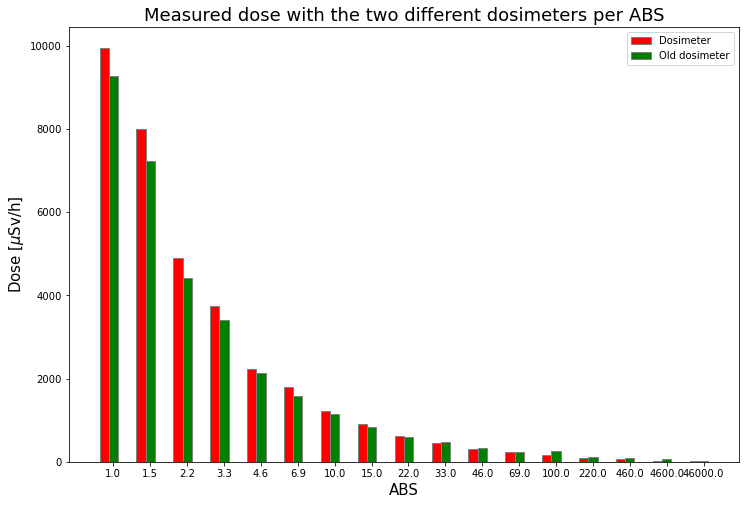 Measured dose with the two different dosimeters per ABS
Dosimeter
Old dosimeter
Dose [μSv/h]
10000
8000
6000
4000
2000
0
1.0 1.5 2.2 3.3 4.6 6.9 10.0 15.0 22.0 33.0 46.0 69.0 100.0 220.0 460.0 4600.0 46000.0
ABS